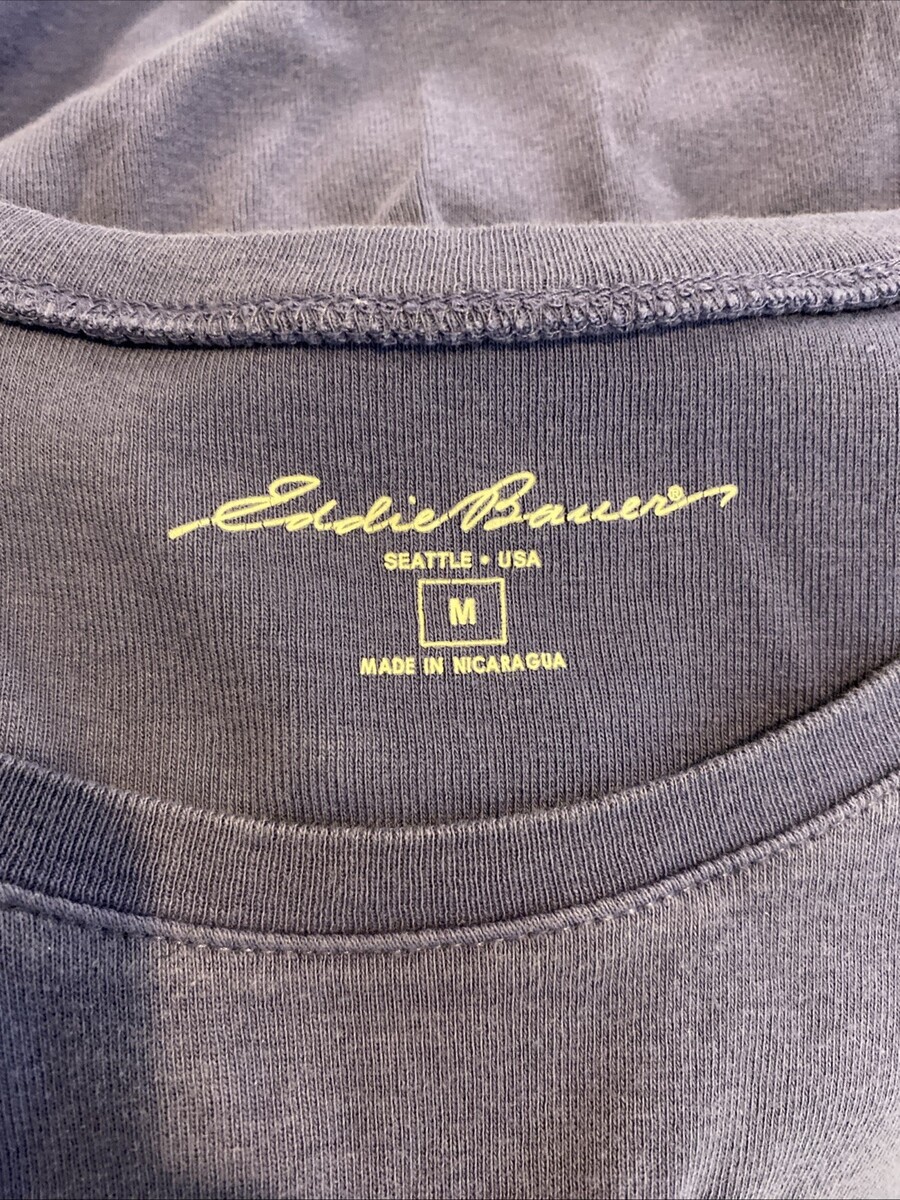 Eddie Bauer®
SEATTLE • USA
M
MADE IN NICARAGUA